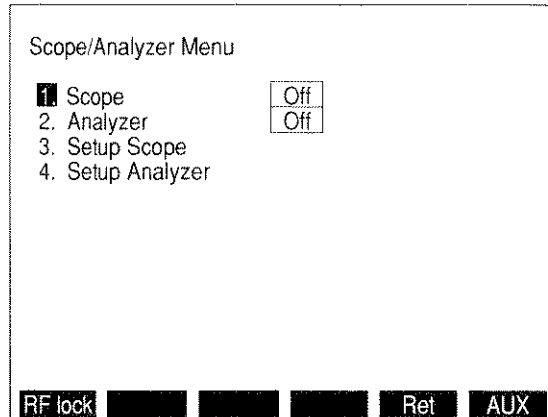 Scope/Analyzer Menu
1. Scope Off
2. Analyzer Off
3. Setup Scope
4. Setup Analyzer
RF lock Ret AUX